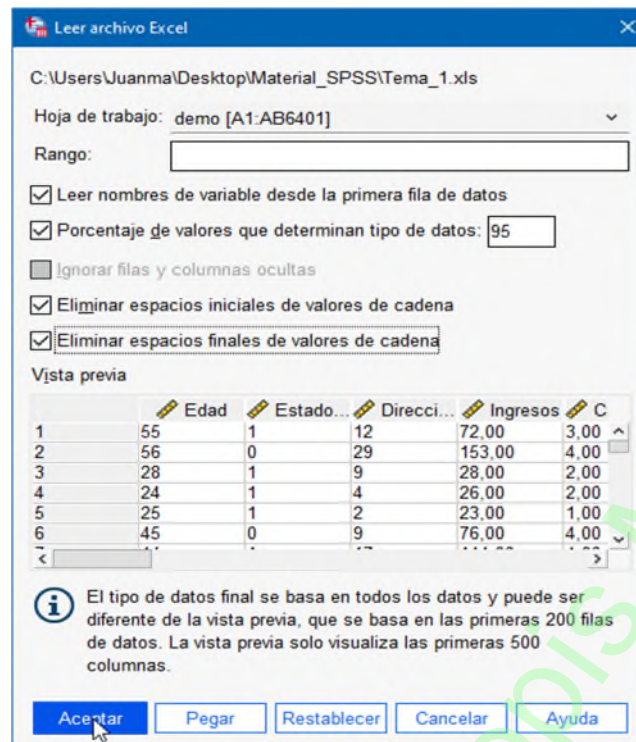 Leer archivo Excel
C:\Users\Juanma\Desktop\Material_SPSS\Tema_1.xls
Hoja de trabajo: demo [A1:AB6401]
Rango:
Leer nombres de variable desde la primera fila de datos
Porcentaje de valores que determinan tipo de datos: 95
Ignorar filas y columnas ocultas
Eliminar espacios iniciales de valores de cadena
Eliminar espacios finales de valores de cadena
Vista previa
Edad Estado... Direcci... Ingresos C
1 55 1 12 72,00 3,00
2 56 0 29 153,00 4,00
3 28 1 9 28,00 2,00
4 24 1 4 26,00 2,00
5 25 1 2 23,00 1,00
6 45 0 9 76,00 4,00
El tipo de datos final se basa en todos los datos y puede ser
diferente de la vista previa, que se basa en las primeras 200 filas
de datos. La vista previa solo visualiza las primeras 500
columnas.
Aceptar Pegar Restablecer Cancelar Ayuda